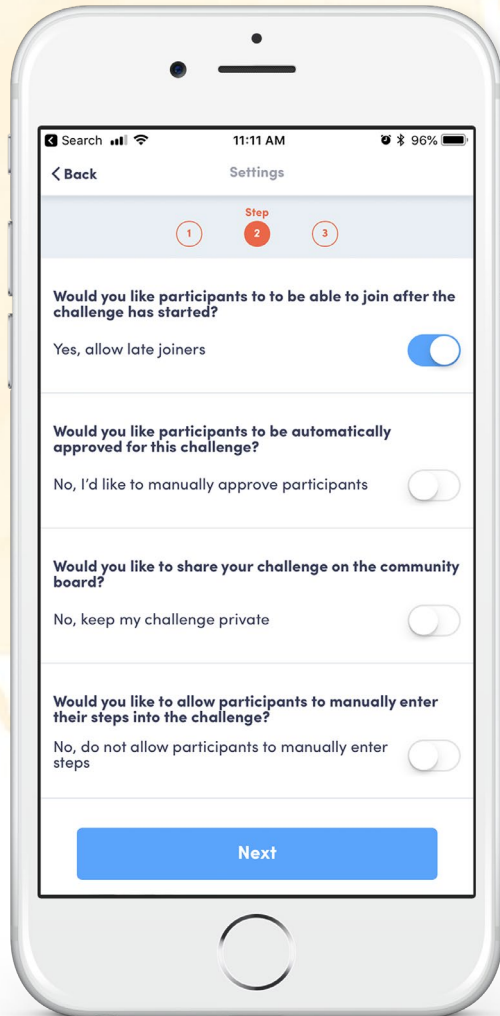 Search 11:11 AM 96%
Back Settings
Step
1 2 3
Would you like participants to to be able to join after the
challenge has started?
Yes, allow late joiners
Would you like participants to be automatically
approved for this challenge?
No, I'd like to manually approve participants
Would you like to share your challenge on the community
board?
No, keep my challenge private
Would you like to allow participants to manually enter
their steps into the challenge?
No, do not allow participants to manually enter
steps
Next